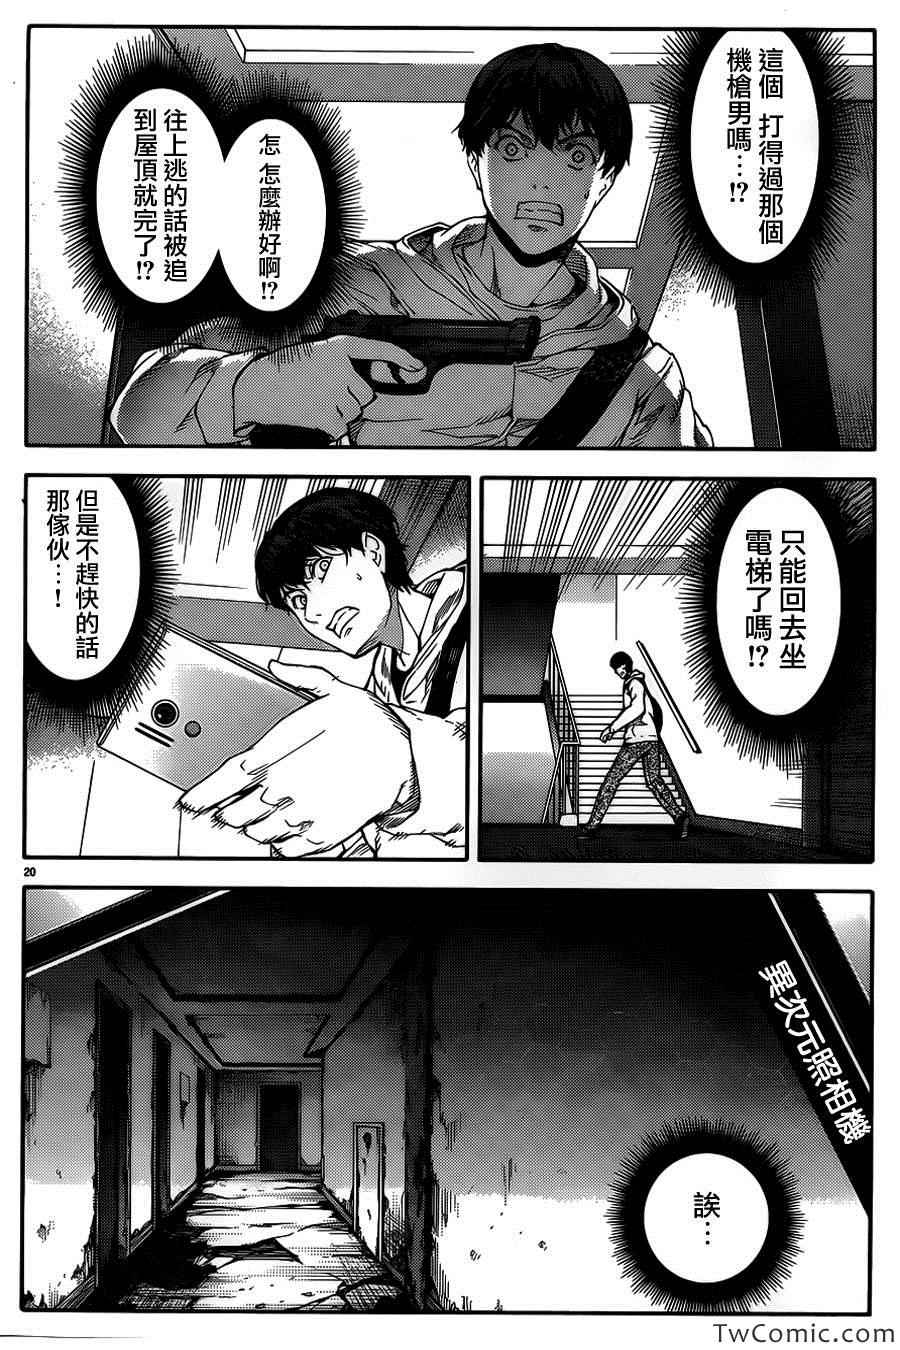 這個 打得過那個
機槍男嗎…!?
怎 怎麼辦好啊!?
往上逃的話被追
到屋頂就完了!?
只能回去坐
電梯了嗎!?
但是不趕快的話
那傢伙…!
20
異次元照相機
誒…
TwComic.com